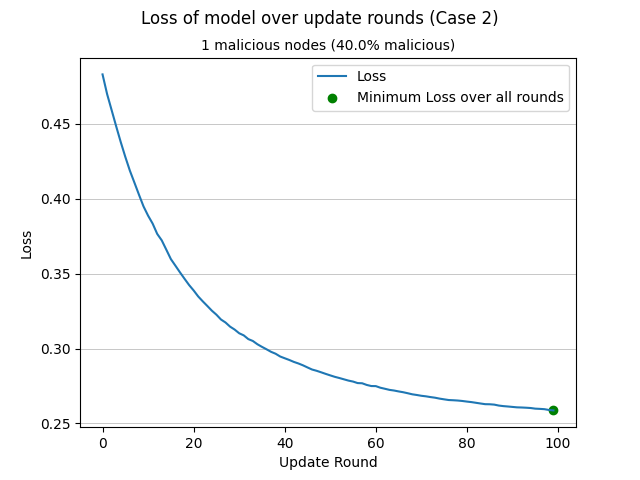 Loss of model over update rounds (Case 2)
1 malicious nodes (40.0% malicious)
Loss
Minimum Loss over all rounds
0.45
0.40
0.35
0.30
0.25
Loss
0 20 40 60 80 100
Update Round